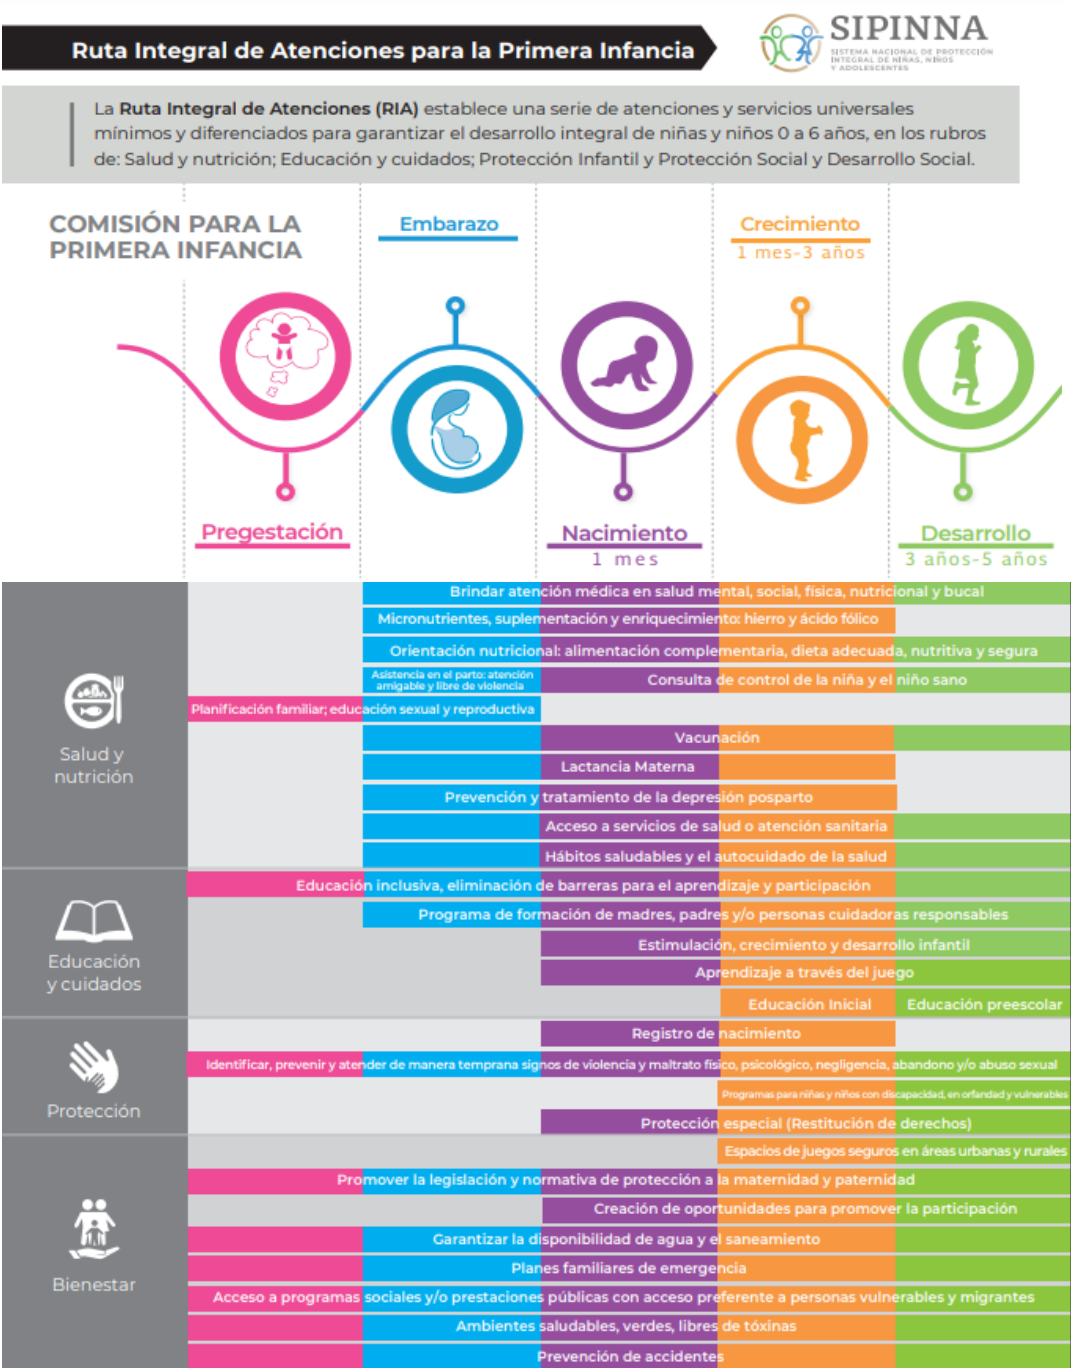 Ruta Integral de Atenciones para la Primera Infancia
SIPINNA
SISTEMA NACIONAL DE PROTECCIÓN
INTEGRAL DE NIÑAS, NIÑOS
Y ADOLESCENTES
La Ruta Integral de Atenciones (RIA) establece una serie de atenciones y servicios universales
mínimos y diferenciados para garantizar el desarrollo integral de niñas y niños 0 a 6 años, en los rubros
de: Salud y nutrición; Educación y cuidados; Protección Infantil y Protección Social y Desarrollo Social.
COMISIÓN PARA LA
PRIMERA INFANCIA
Embarazo
Crecimiento
1 mes-3 años
Pregestación
Nacimiento
1 mes
Desarrollo
3 años-5 años
Salud y
nutrición
Brindar atención médica en salud mental, social, física, nutricional y bucal
Micronutrientes, suplementación y enriquecimiento: hierro y ácido fólico
Orientación nutricional: alimentación complementaria, dieta adecuada, nutritiva y segura
Asistencia en el parto: atención
amigable y libre de violencia
Consulta de control de la niña y el niño sano
Planificación familiar; educación sexual y reproductiva
Vacunación
Lactancia Materna
Prevención y tratamiento de la depresión posparto
Acceso a servicios de salud o atención sanitaria
Hábitos saludables y el autocuidado de la salud
Educación
y cuidados
Educación inclusiva, eliminación de barreras para el aprendizaje y participación
Programa de formación de madres, padres y/o personas cuidadoras responsables
Estimulación, crecimiento y desarrollo infantil
Aprendizaje a través del juego
Educación Inicial
Educación preescolar
Protección
Registro de nacimiento
Identificar, prevenir y atender de manera temprana signos de violencia y maltrato físico, psicológico, negligencia, abandono y/o abuso sexual
Programas para niñas y niños con discapacidad, en orfandad y vulnerables
Protección especial (Restitución de derechos)
Bienestar
Espacios de juegos seguros en áreas urbanas y rurales
Promover la legislación y normativa de protección a la maternidad y paternidad
Creación de oportunidades para promover la participación
Garantizar la disponibilidad de agua y el saneamiento
Planes familiares de emergencia
Acceso a programas sociales y/o prestaciones públicas con acceso preferente a personas vulnerables y migrantes
Ambientes saludables, verdes, libres de tóxinas
Prevención de accidentes